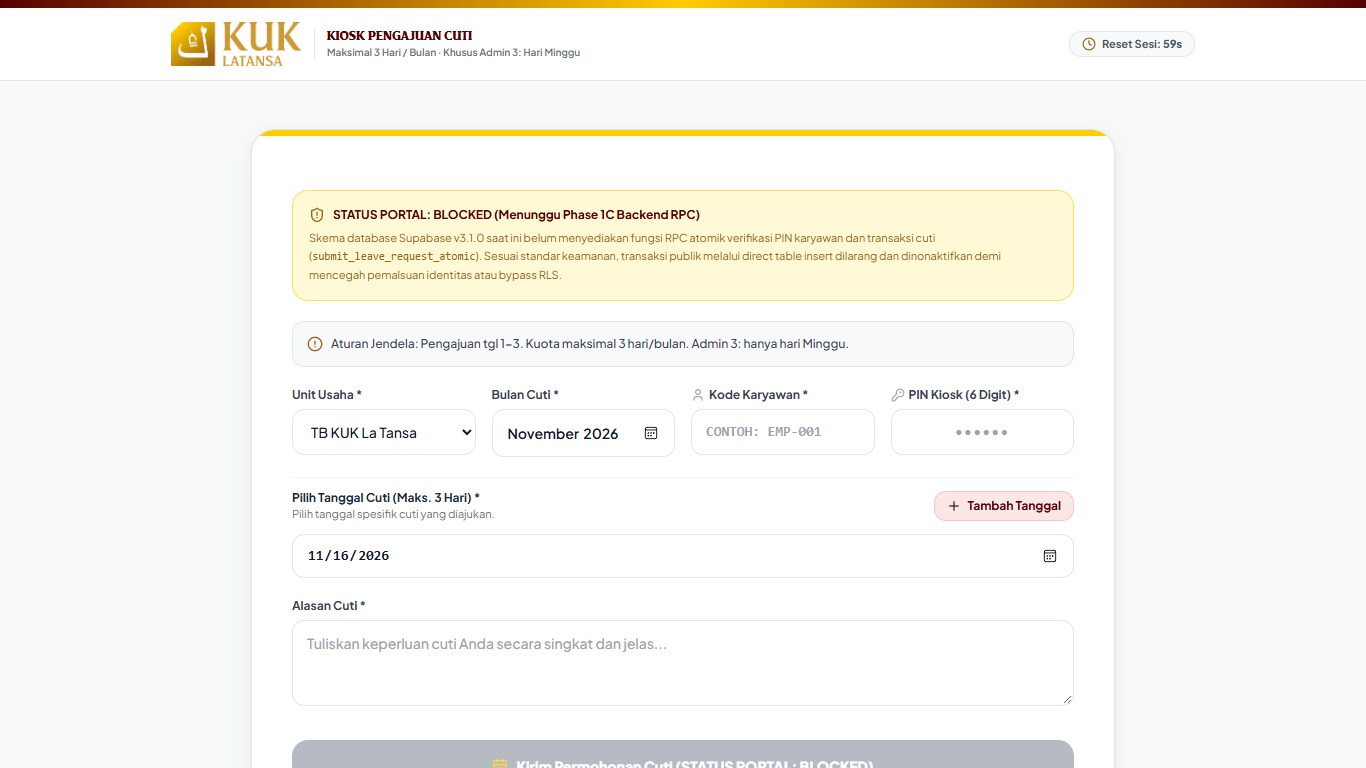 KUK
LATANSA
KIOSK PENGAJUAN CUTI
Maksimal 3 Hari / Bulan · Khusus Admin 3: Hari Minggu
Reset Sesi: 59s
STATUS PORTAL: BLOCKED (Menunggu Phase 1C Backend RPC)
Skema database Supabase v3.1.0 saat ini belum menyediakan fungsi RPC atomik verifikasi PIN karyawan dan transaksi cuti
(submit_leave_request_atomic). Sesuai standar keamanan, transaksi publik melalui direct table insert dilarang dan dinonaktifkan demi
mencegah pemalsuan identitas atau bypass RLS.
Aturan Jendela: Pengajuan tgl 1–3. Kuota maksimal 3 hari/bulan. Admin 3: hanya hari Minggu.
Unit Usaha *
Bulan Cuti *
Kode Karyawan *
PIN Kiosk (6 Digit) *
TB KUK La Tansa
November 2026
CONTOH: EMP-001
••••••
Pilih Tanggal Cuti (Maks. 3 Hari) *
Pilih tanggal spesifik cuti yang diajukan.
+ Tambah Tanggal
11/16/2026
Alasan Cuti *
Tuliskan keperluan cuti Anda secara singkat dan jelas...
Kirim Permohonan Cuti (STATUS PORTAL: BLOCKED)